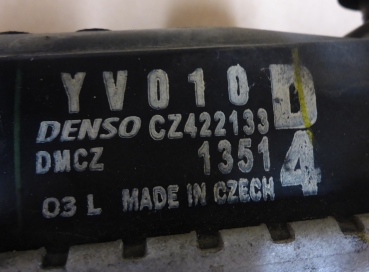 YV010 D
DENSO CZ422133
DMCZ 1351 4
03 L MADE IN CZECH